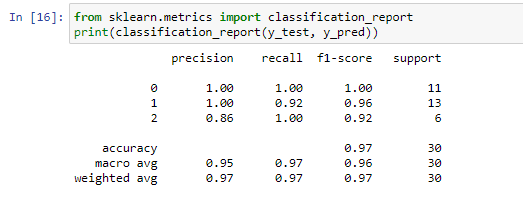 In [16]: from sklearn.metrics import classification_report
print(classification_report(y_test, y_pred))
precision recall f1-score support
0 1.00 1.00 1.00 11
1 1.00 0.92 0.96 13
2 0.86 1.00 0.92 6
accuracy 0.97 30
macro avg 0.95 0.97 0.96 30
weighted avg 0.97 0.97 0.97 30